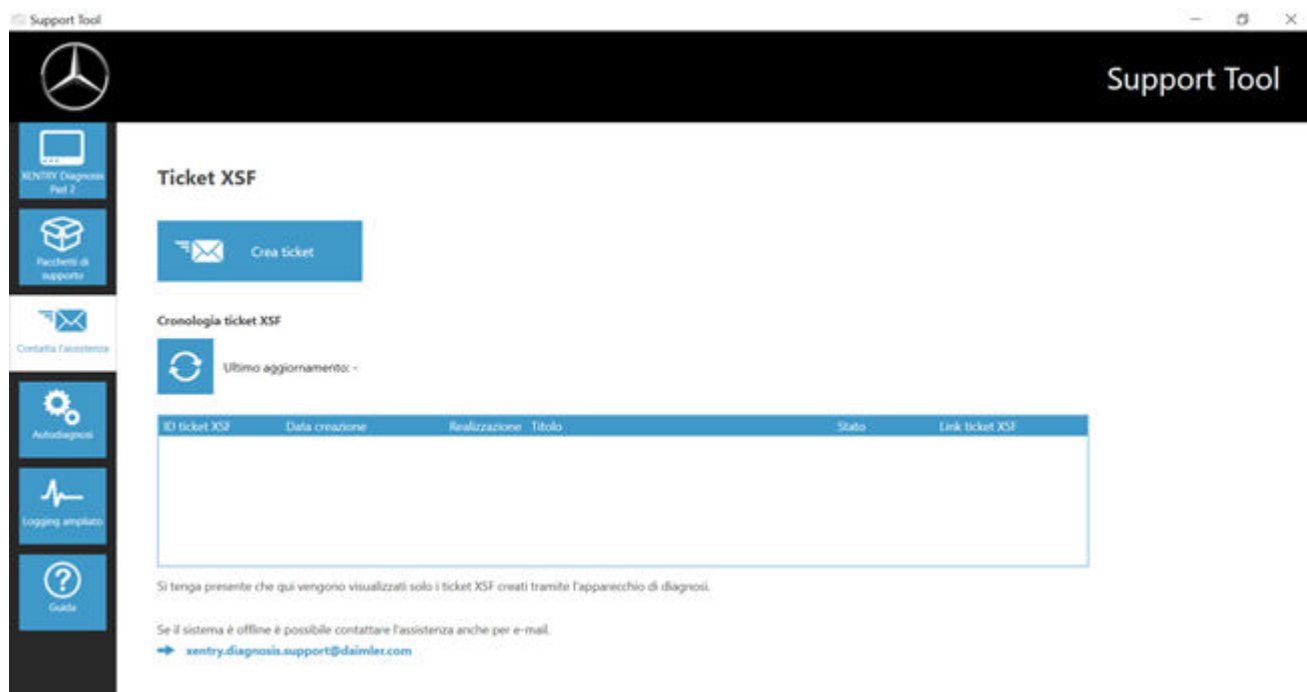 Support Tool
Support Tool
XENTRY Diagnosis
Pad 2
Pacchetti di
supporto
Contatta l'assistenza
Autodiagnosi
Logging ampliato
Guida
Ticket XSF
Crea ticket
Cronologia ticket XSF
Ultimo aggiornamento: -
ID ticket XSF Data creazione Realizzazione Titolo Stato Link ticket XSF
Si tenga presente che qui vengono visualizzati solo i ticket XSF creati tramite l'apparecchio di diagnosi.
Se il sistema è offline è possibile contattare l'assistenza anche per e-mail.
xentry.diagnosis.support@daimler.com